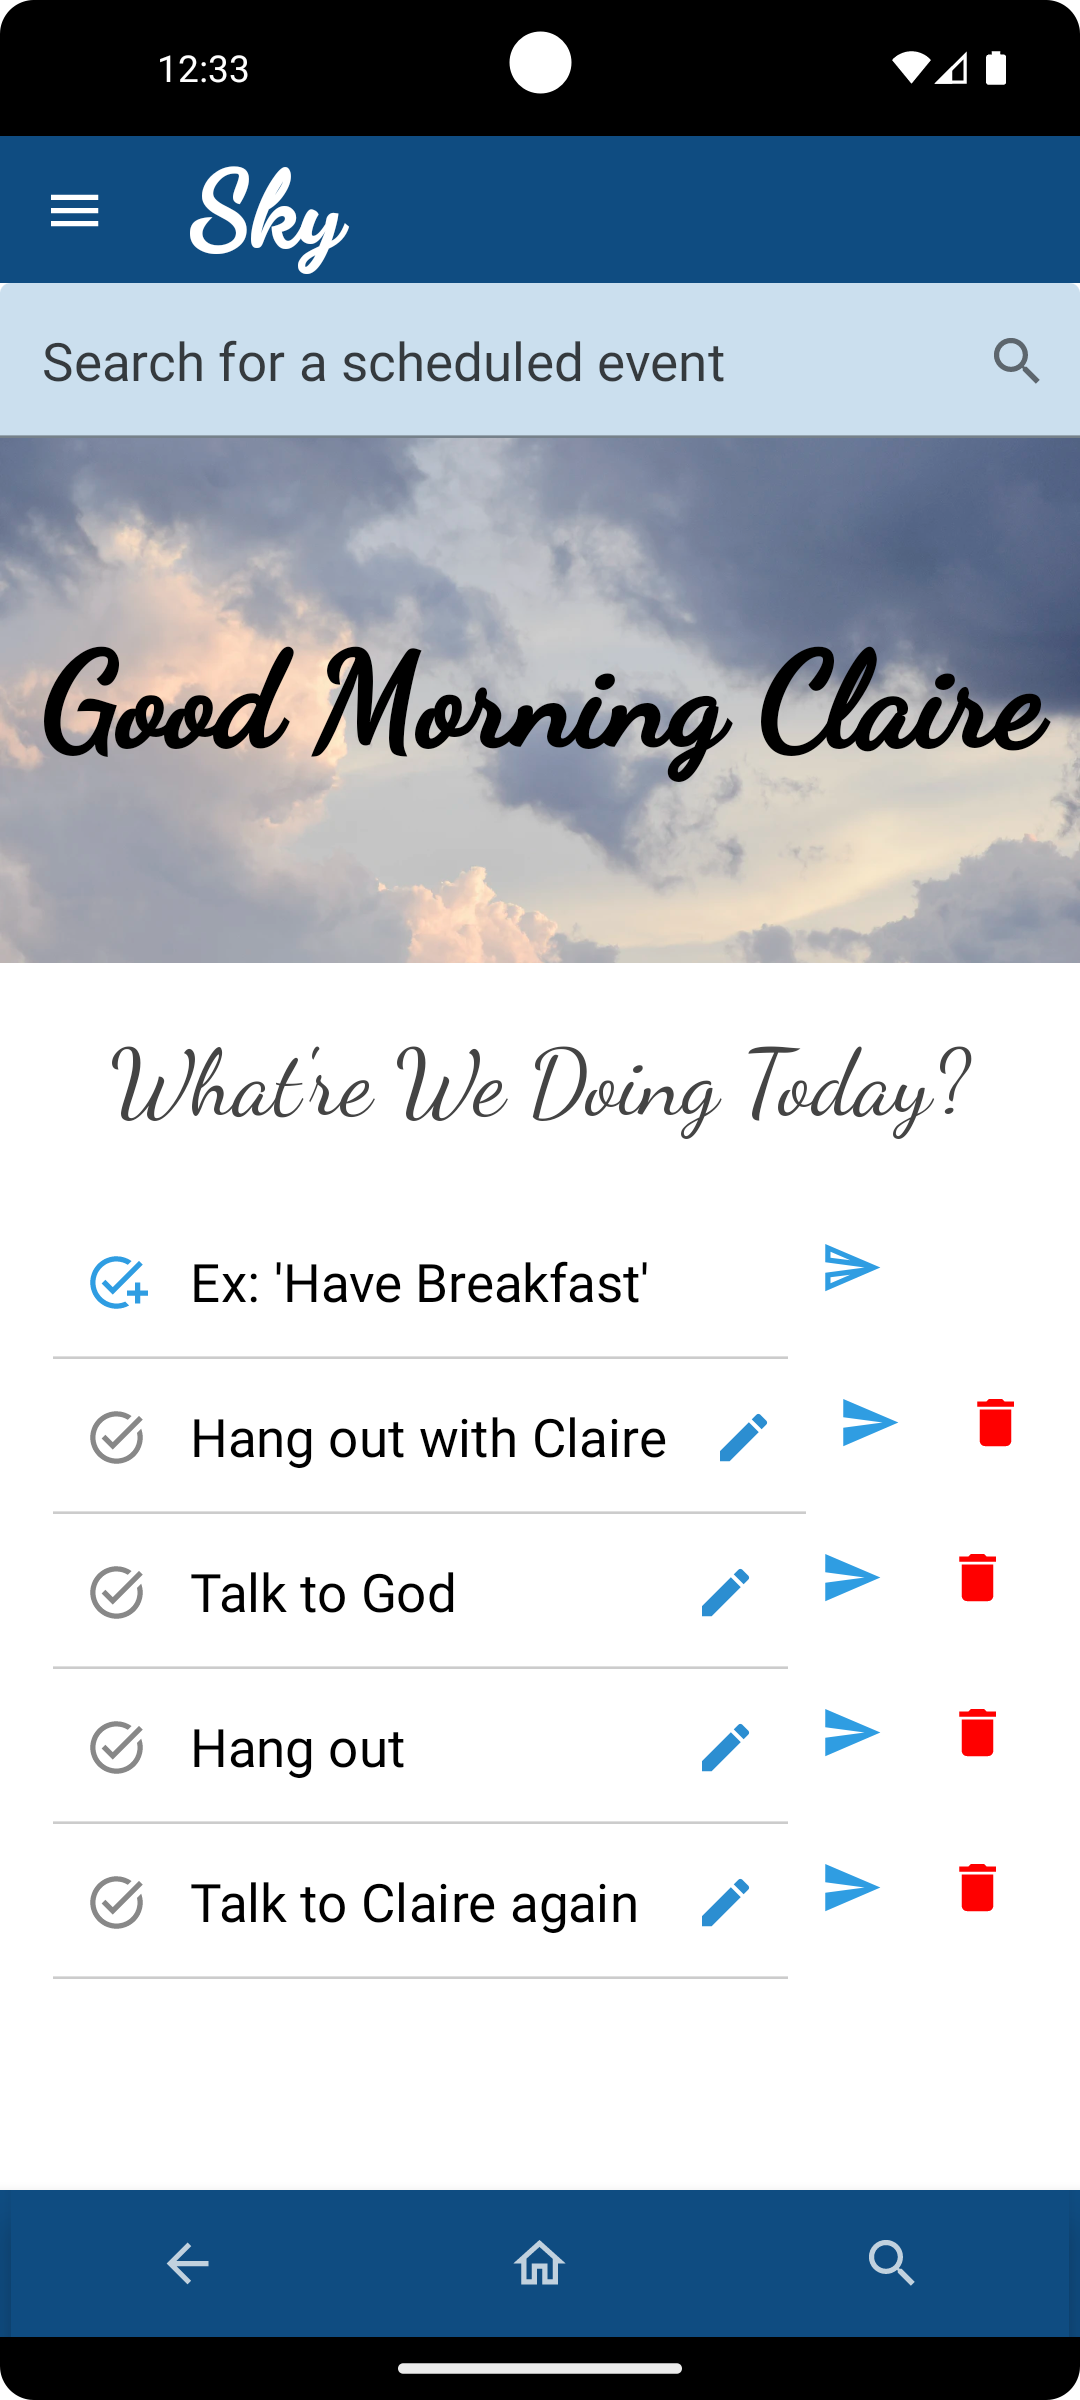 12:33
Sky
Search for a scheduled event
Good Morning Claire
What're We Doing Today?
Ex: 'Have Breakfast'
Hang out with Claire
Talk to God
Hang out
Talk to Claire again